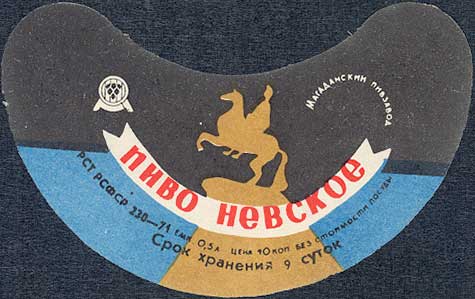 Магаданский пивзавод
ПИВО НЕВСКОЕ
РСТ РСФСР 230—71 ЕМК. 0,5 Л ЦЕНА 40 КОП БЕЗ СТОИМОСТИ ПОСУДЫ
Срок хранения 9 суток